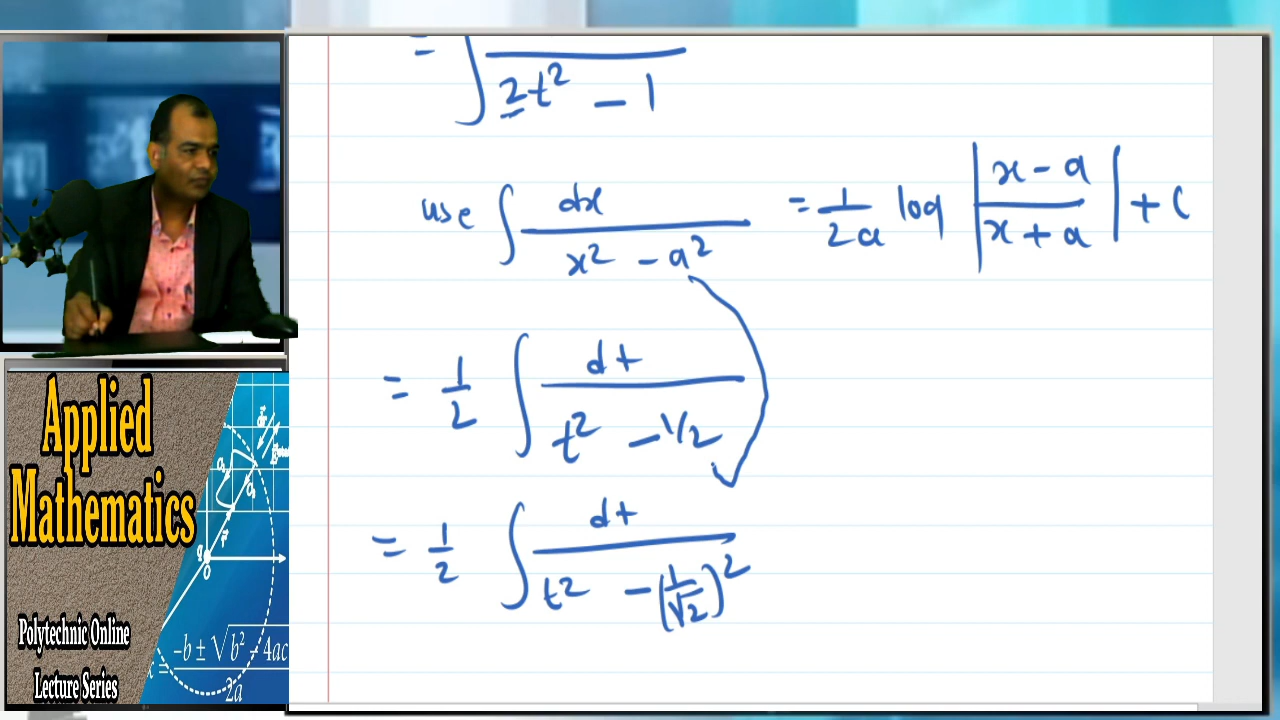 = ∫ ———
2t² − 1
use ∫ dx / (x² − a²) = 1/2a log |(x − a)/(x + a)| + C
= 1/2 ∫ dt / (t² − 1/2)
= 1/2 ∫ dt / (t² − (1/√2)²)
Applied
Mathematics
Polytechnic Online
Lecture Series
−b ± √b² − 4ac
=
2a